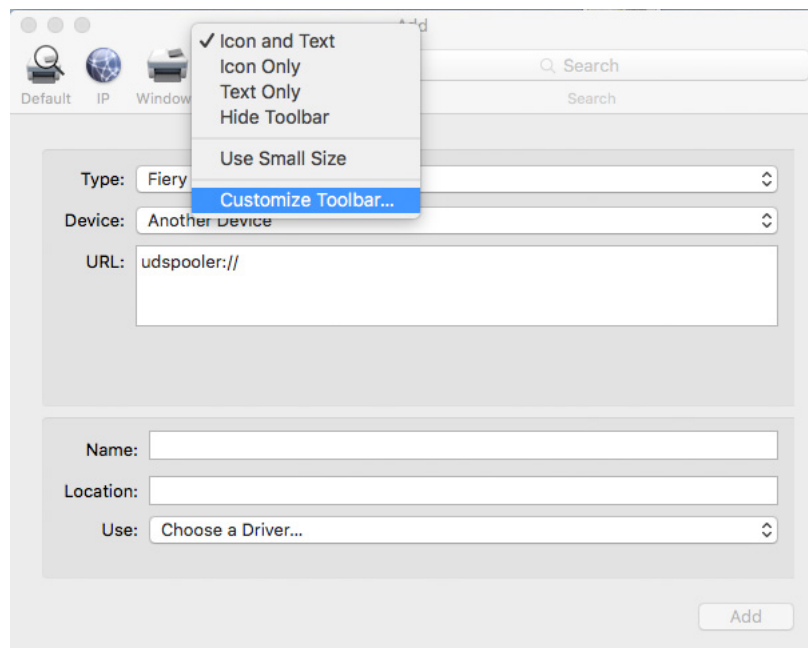 Add
✓ Icon and Text
Icon Only
Text Only
Hide Toolbar
Use Small Size
Customize Toolbar...
Search
Default IP Window
Search
Type: Fiery
Device: Another Device
URL: udspooler://
Name:
Location:
Use: Choose a Driver...
Add